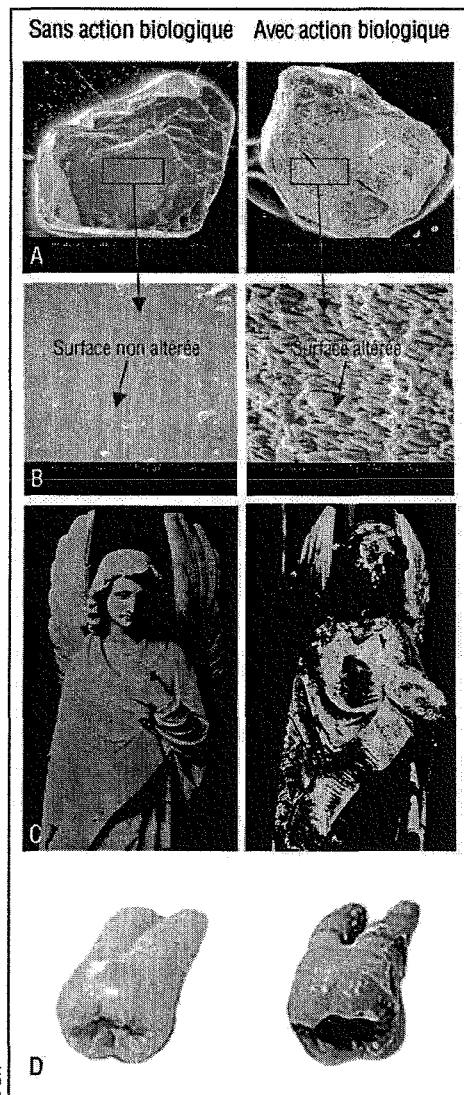 Sans action biologique
Avec action biologique
A
Surface non altérée
Surface altérée
B
C
D